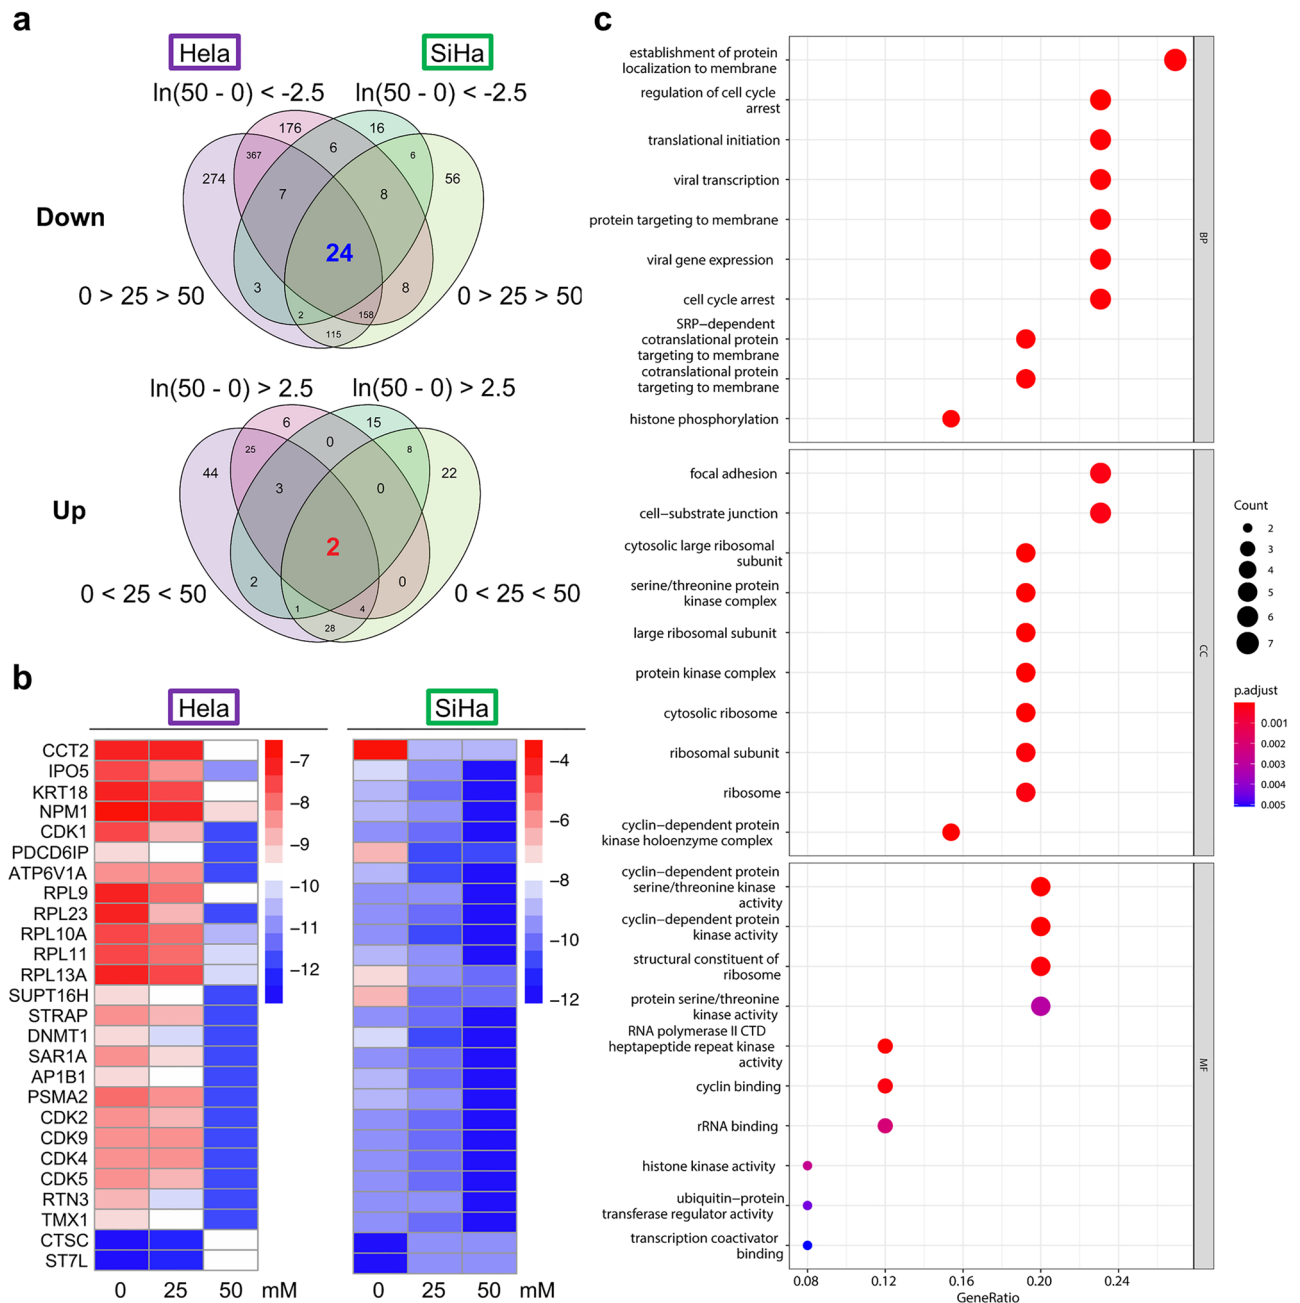 a
Hela
SiHa
ln(50 - 0) < -2.5
ln(50 - 0) < -2.5
176
16
367
6
6
274
7
8
56
Down
24
0 > 25 > 50
3
8
0 > 25 > 50
2
158
115
ln(50 - 0) > 2.5
ln(50 - 0) > 2.5
6
15
25
0
8
44
3
0
22
Up
2
0 < 25 < 50
2
0
0 < 25 < 50
1
4
28
b
Hela
SiHa
CCT2
IPO5
KRT18
NPM1
CDK1
PDCD6IP
ATP6V1A
RPL9
RPL23
RPL10A
RPL11
RPL13A
SUPT16H
STRAP
DNMT1
SAR1A
AP1B1
PSMA2
CDK2
CDK9
CDK4
CDK5
RTN3
TMX1
CTSC
ST7L
−7
−8
−9
−10
−11
−12
−4
−6
−8
−10
−12
0 25 50 mM
0 25 50 mM
c
establishment of protein
localization to membrane
regulation of cell cycle
arrest
translational initiation
viral transcription
protein targeting to membrane
viral gene expression
cell cycle arrest
SRP−dependent
cotranslational protein
targeting to membrane
cotranslational protein
targeting to membrane
histone phosphorylation
BP
focal adhesion
cell−substrate junction
cytosolic large ribosomal
subunit
serine/threonine protein
kinase complex
large ribosomal subunit
protein kinase complex
cytosolic ribosome
ribosomal subunit
ribosome
cyclin−dependent protein
kinase holoenzyme complex
CC
cyclin−dependent protein
serine/threonine kinase
activity
cyclin−dependent protein
kinase activity
structural constituent of
ribosome
protein serine/threonine
kinase activity
RNA polymerase II CTD
heptapeptide repeat kinase
activity
cyclin binding
rRNA binding
histone kinase activity
ubiquitin−protein
transferase regulator activity
transcription coactivator
binding
MF
0.08 0.12 0.16 0.20 0.24
GeneRatio
Count
2
3
4
5
6
7
p.adjust
0.001
0.002
0.003
0.004
0.005